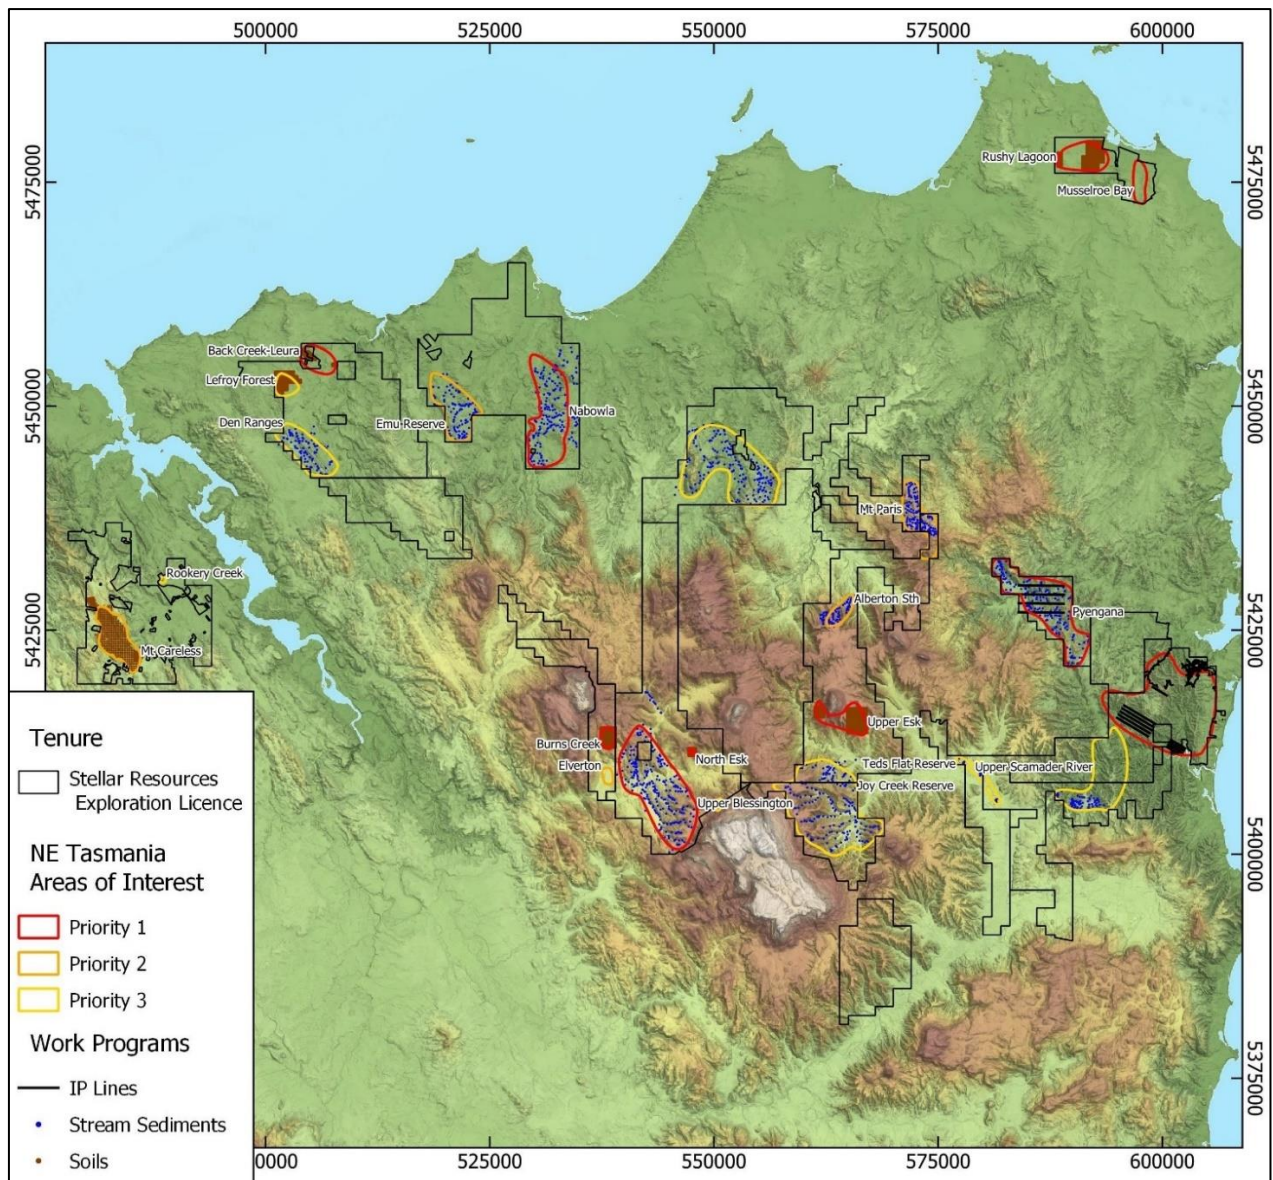 500000
525000
550000
575000
600000
5475000
5475000
Rushy Lagoon
Musselroe Bay
Back Creek-Leura
Lefroy Forest
Den Ranges
Emu Reserve
Nabowla
5450000
5450000
Mt Paris
Rookery Creek
Alberton Sth
Pyengana
5425000
5425000
Mt Careless
Upper Esk
Burns Creek
North Esk
Elverton
Teds Flat Reserve
Upper Scamader River
Joy Creek Reserve
Upper Blessington
5400000
5375000
Tenure
Stellar Resources
Exploration Licence
NE Tasmania
Areas of Interest
Priority 1
Priority 2
Priority 3
Work Programs
IP Lines
Stream Sediments
Soils
00000
525000
550000
575000
600000